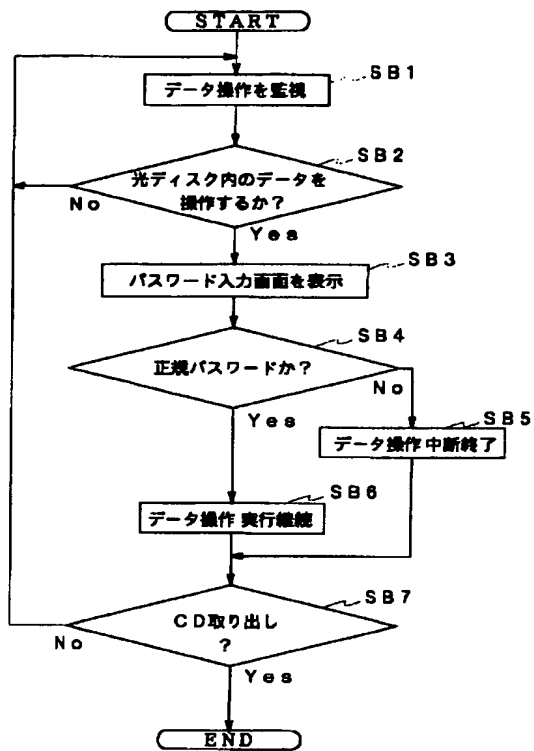 START
SB1
データ操作を監視
SB2
光ディスク内のデータを
操作するか？
No
Yes
SB3
パスワード入力画面を表示
SB4
正規パスワードか？
No
Yes
SB5
データ操作 中断終了
SB6
データ操作 実行継続
SB7
CD取り出し
？
No
Yes
END